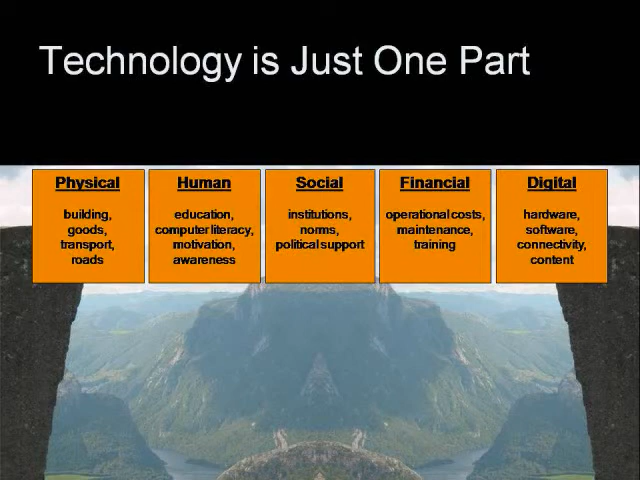 Technology is Just One Part
Physical
building,
goods,
transport,
roads
Human
education,
computer literacy,
motivation,
awareness
Social
institutions,
norms,
political support
Financial
operational costs,
maintenance,
training
Digital
hardware,
software,
connectivity,
content